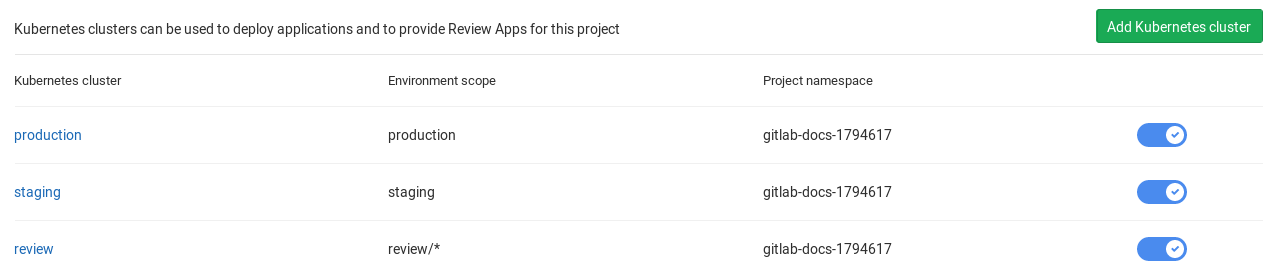 Kubernetes clusters can be used to deploy applications and to provide Review Apps for this project
Add Kubernetes cluster
Kubernetes cluster Environment scope Project namespace
production production gitlab-docs-1794617
staging staging gitlab-docs-1794617
review review/* gitlab-docs-1794617